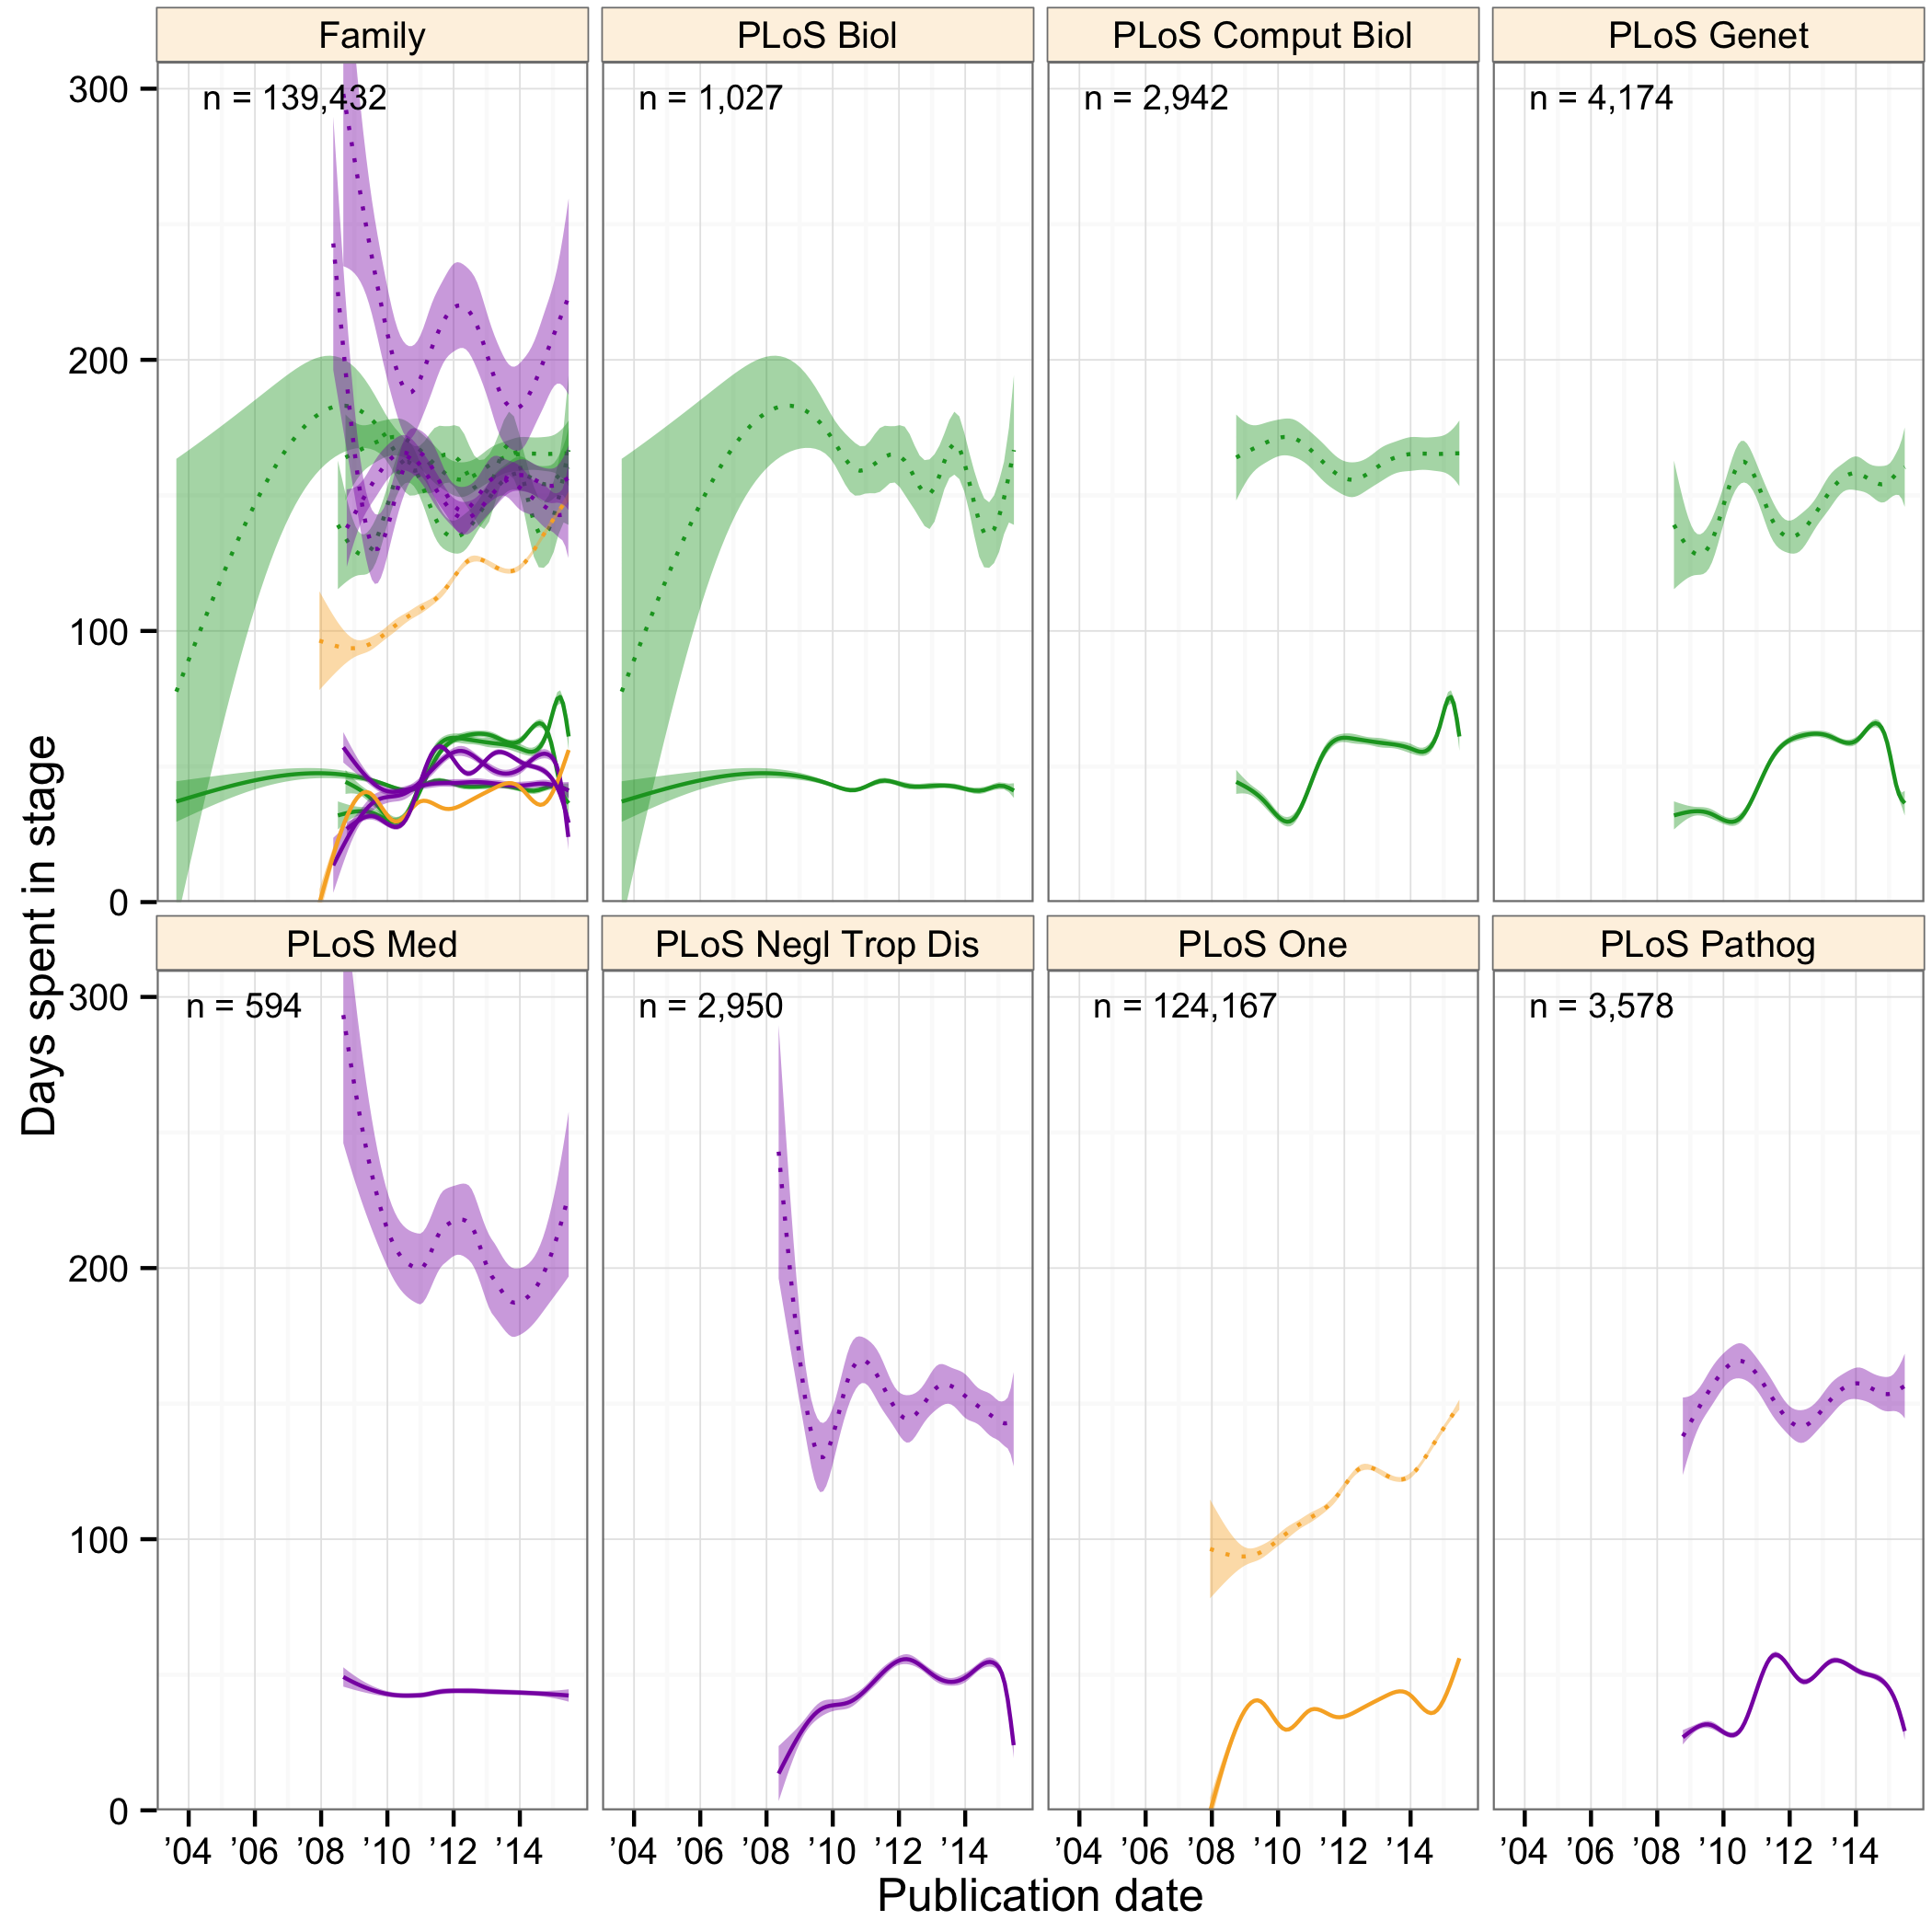 Family
PLoS Biol
PLoS Comput Biol
PLoS Genet
n = 139,432
n = 1,027
n = 2,942
n = 4,174
300
200
100
0
Days spent in stage
PLoS Med
PLoS Negl Trop Dis
PLoS One
PLoS Pathog
n = 594
n = 2,950
n = 124,167
n = 3,578
300
200
100
0
’04 ’06 ’08 ’10 ’12 ’14
’04 ’06 ’08 ’10 ’12 ’14
’04 ’06 ’08 ’10 ’12 ’14
’04 ’06 ’08 ’10 ’12 ’14
Publication date